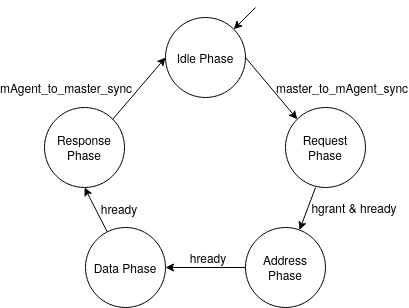 Idle Phase
mAgent_to_master_sync
master_to_mAgent_sync
Response
Phase
Request
Phase
hready
hgrant & hready
Data Phase
hready
Address
Phase